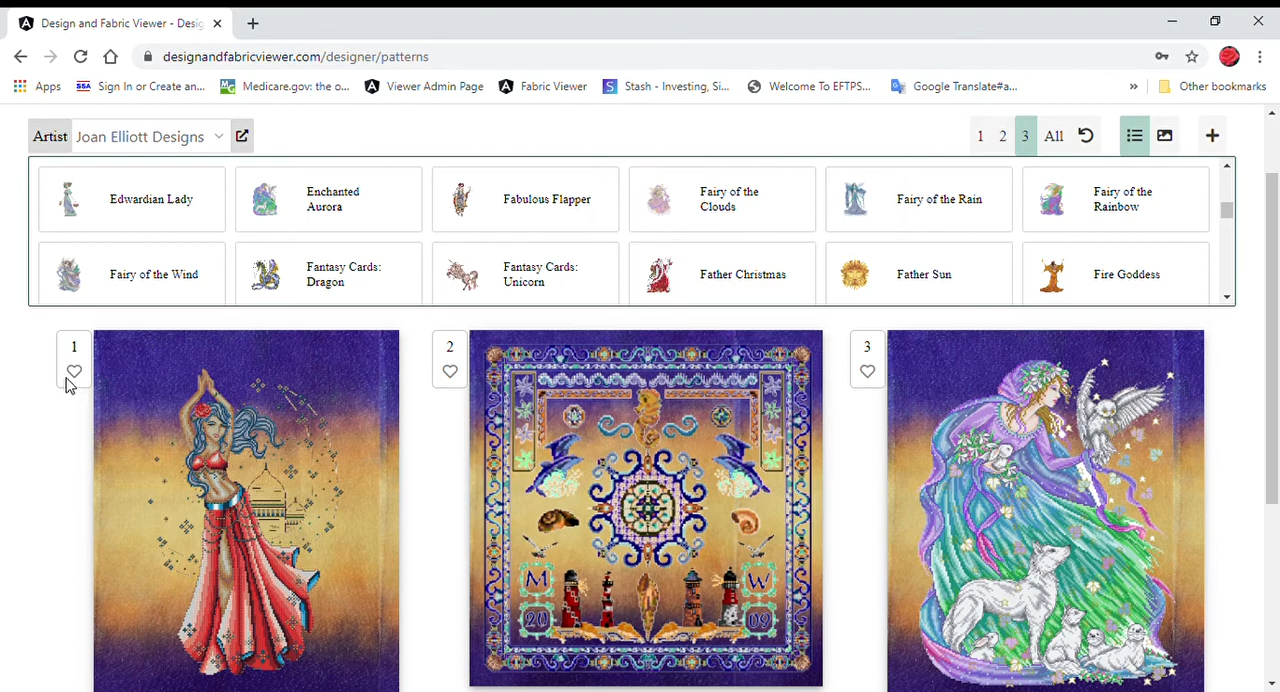 Design and Fabric Viewer - Desig
designandfabricviewer.com/designer/patterns
Apps SSA Sign In or Create an... MG Medicare.gov: the o... Viewer Admin Page Fabric Viewer S Stash - Investing, Si... Welcome To EFTPS... Google Translate#a... » Other bookmarks
Artist Joan Elliott Designs 1 2 3 All
Edwardian Lady
Enchanted
Aurora
Fabulous Flapper
Fairy of the
Clouds
Fairy of the Rain
Fairy of the
Rainbow
Fairy of the Wind
Fantasy Cards:
Dragon
Fantasy Cards:
Unicorn
Father Christmas
Father Sun
Fire Goddess
1
2
3
M W
20 09